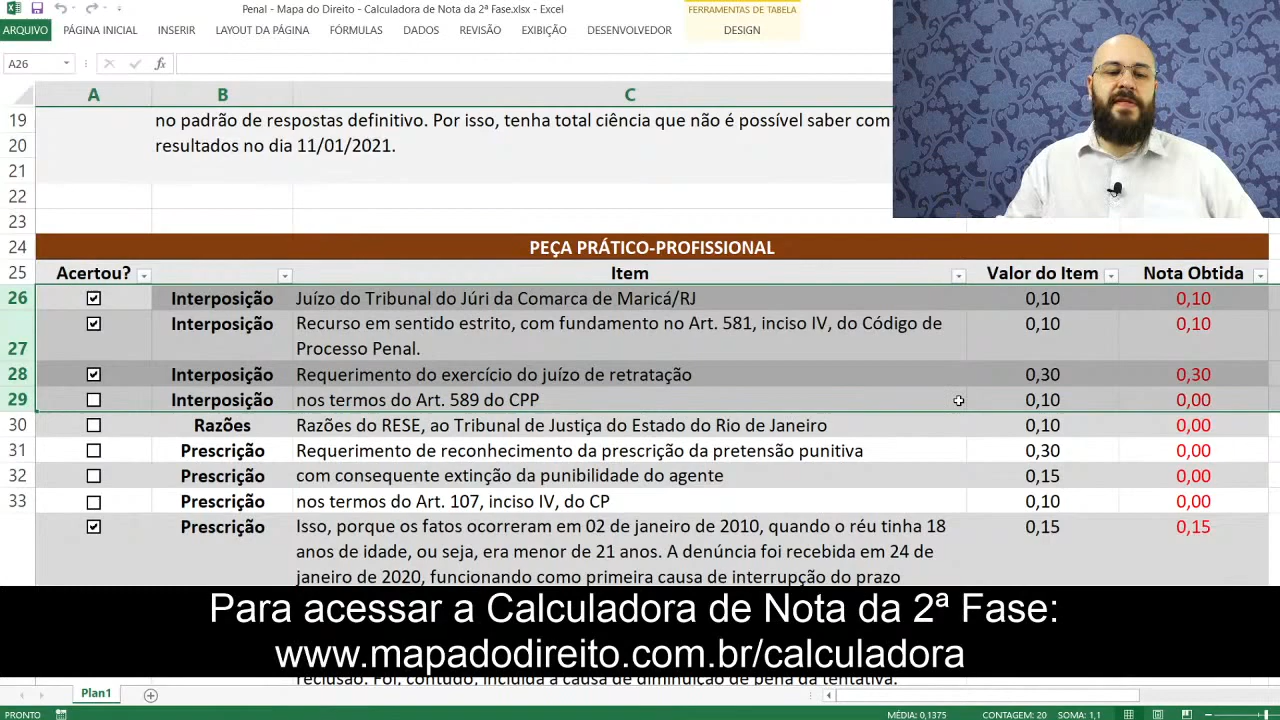 Penal - Mapa do Direito - Calculadora de Nota da 2ª Fase.xlsx - Excel
FERRAMENTAS DE TABELA
ARQUIVO PÁGINA INICIAL INSERIR LAYOUT DA PÁGINA FÓRMULAS DADOS REVISÃO EXIBIÇÃO DESENVOLVEDOR DESIGN
A26 fx
A B C
19 no padrão de respostas definitivo. Por isso, tenha total ciência que não é possível saber com
20 resultados no dia 11/01/2021.
21
22
23
24 PEÇA PRÁTICO-PROFISSIONAL
25 Acertou? Item Valor do Item Nota Obtida
26 Interposição Juízo do Tribunal do Júri da Comarca de Maricá/RJ 0,10 0,10
Interposição Recurso em sentido estrito, com fundamento no Art. 581, inciso IV, do Código de 0,10 0,10
27 Processo Penal.
28 Interposição Requerimento do exercício do juízo de retratação 0,30 0,30
29 Interposição nos termos do Art. 589 do CPP 0,10 0,00
30 Razões Razões do RESE, ao Tribunal de Justiça do Estado do Rio de Janeiro 0,10 0,00
31 Prescrição Requerimento de reconhecimento da prescrição da pretensão punitiva 0,30 0,00
32 Prescrição com consequente extinção da punibilidade do agente 0,15 0,00
33 Prescrição nos termos do Art. 107, inciso IV, do CP 0,10 0,00
Prescrição Isso, porque os fatos ocorreram em 02 de janeiro de 2010, quando o réu tinha 18 0,15 0,15
anos de idade, ou seja, era menor de 21 anos. A denúncia foi recebida em 24 de
janeiro de 2020, funcionando como primeira causa de interrupção do prazo
Para acessar a Calculadora de Nota da 2ª Fase:
www.mapadodireito.com.br/calculadora
reclusão. Foi, contudo, incluída a causa de diminuição de pena da tentativa.
Plan1
PRONTO MÉDIA: 0,1375 CONTAGEM: 20 SOMA: 1,1